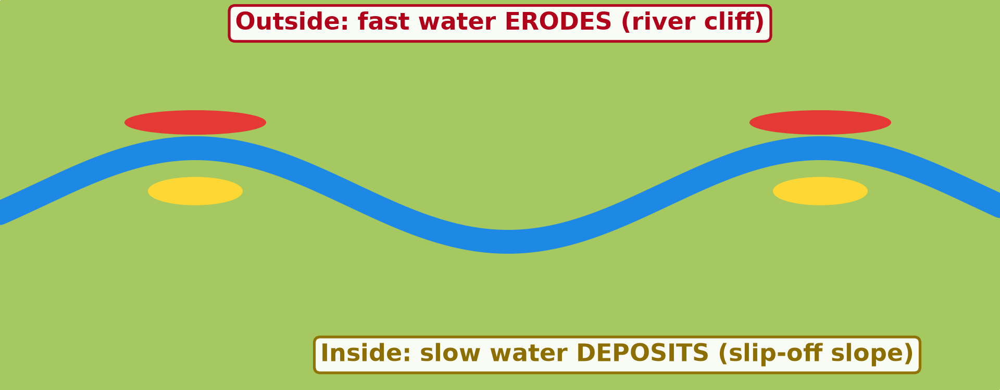 Outside: fast water ERODES (river cliff)
Inside: slow water DEPOSITS (slip-off slope)